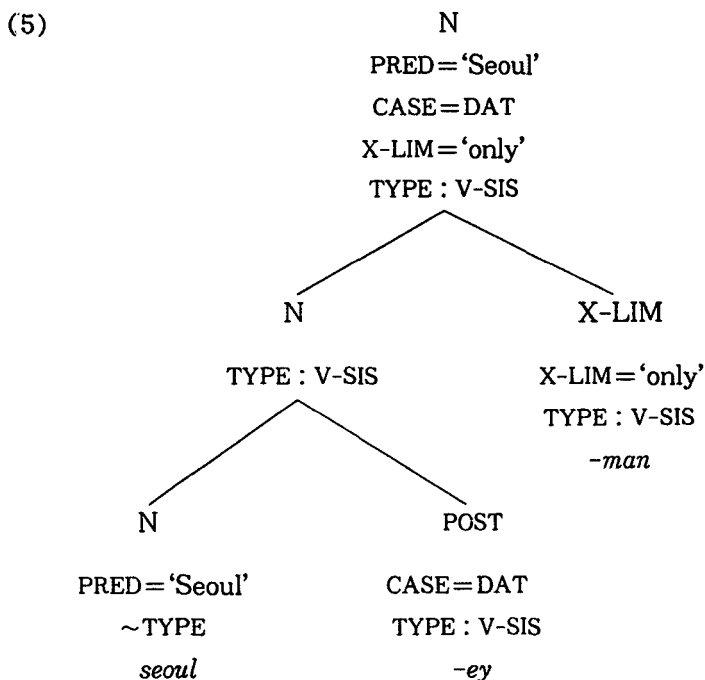 (5)
N
PRED=‘Seoul’
CASE=DAT
X-LIM=‘only’
TYPE : V-SIS
N X-LIM
TYPE : V-SIS X-LIM=‘only’
TYPE : V-SIS
-man
N POST
PRED=‘Seoul’ CASE=DAT
~TYPE TYPE : V-SIS
seoul -ey